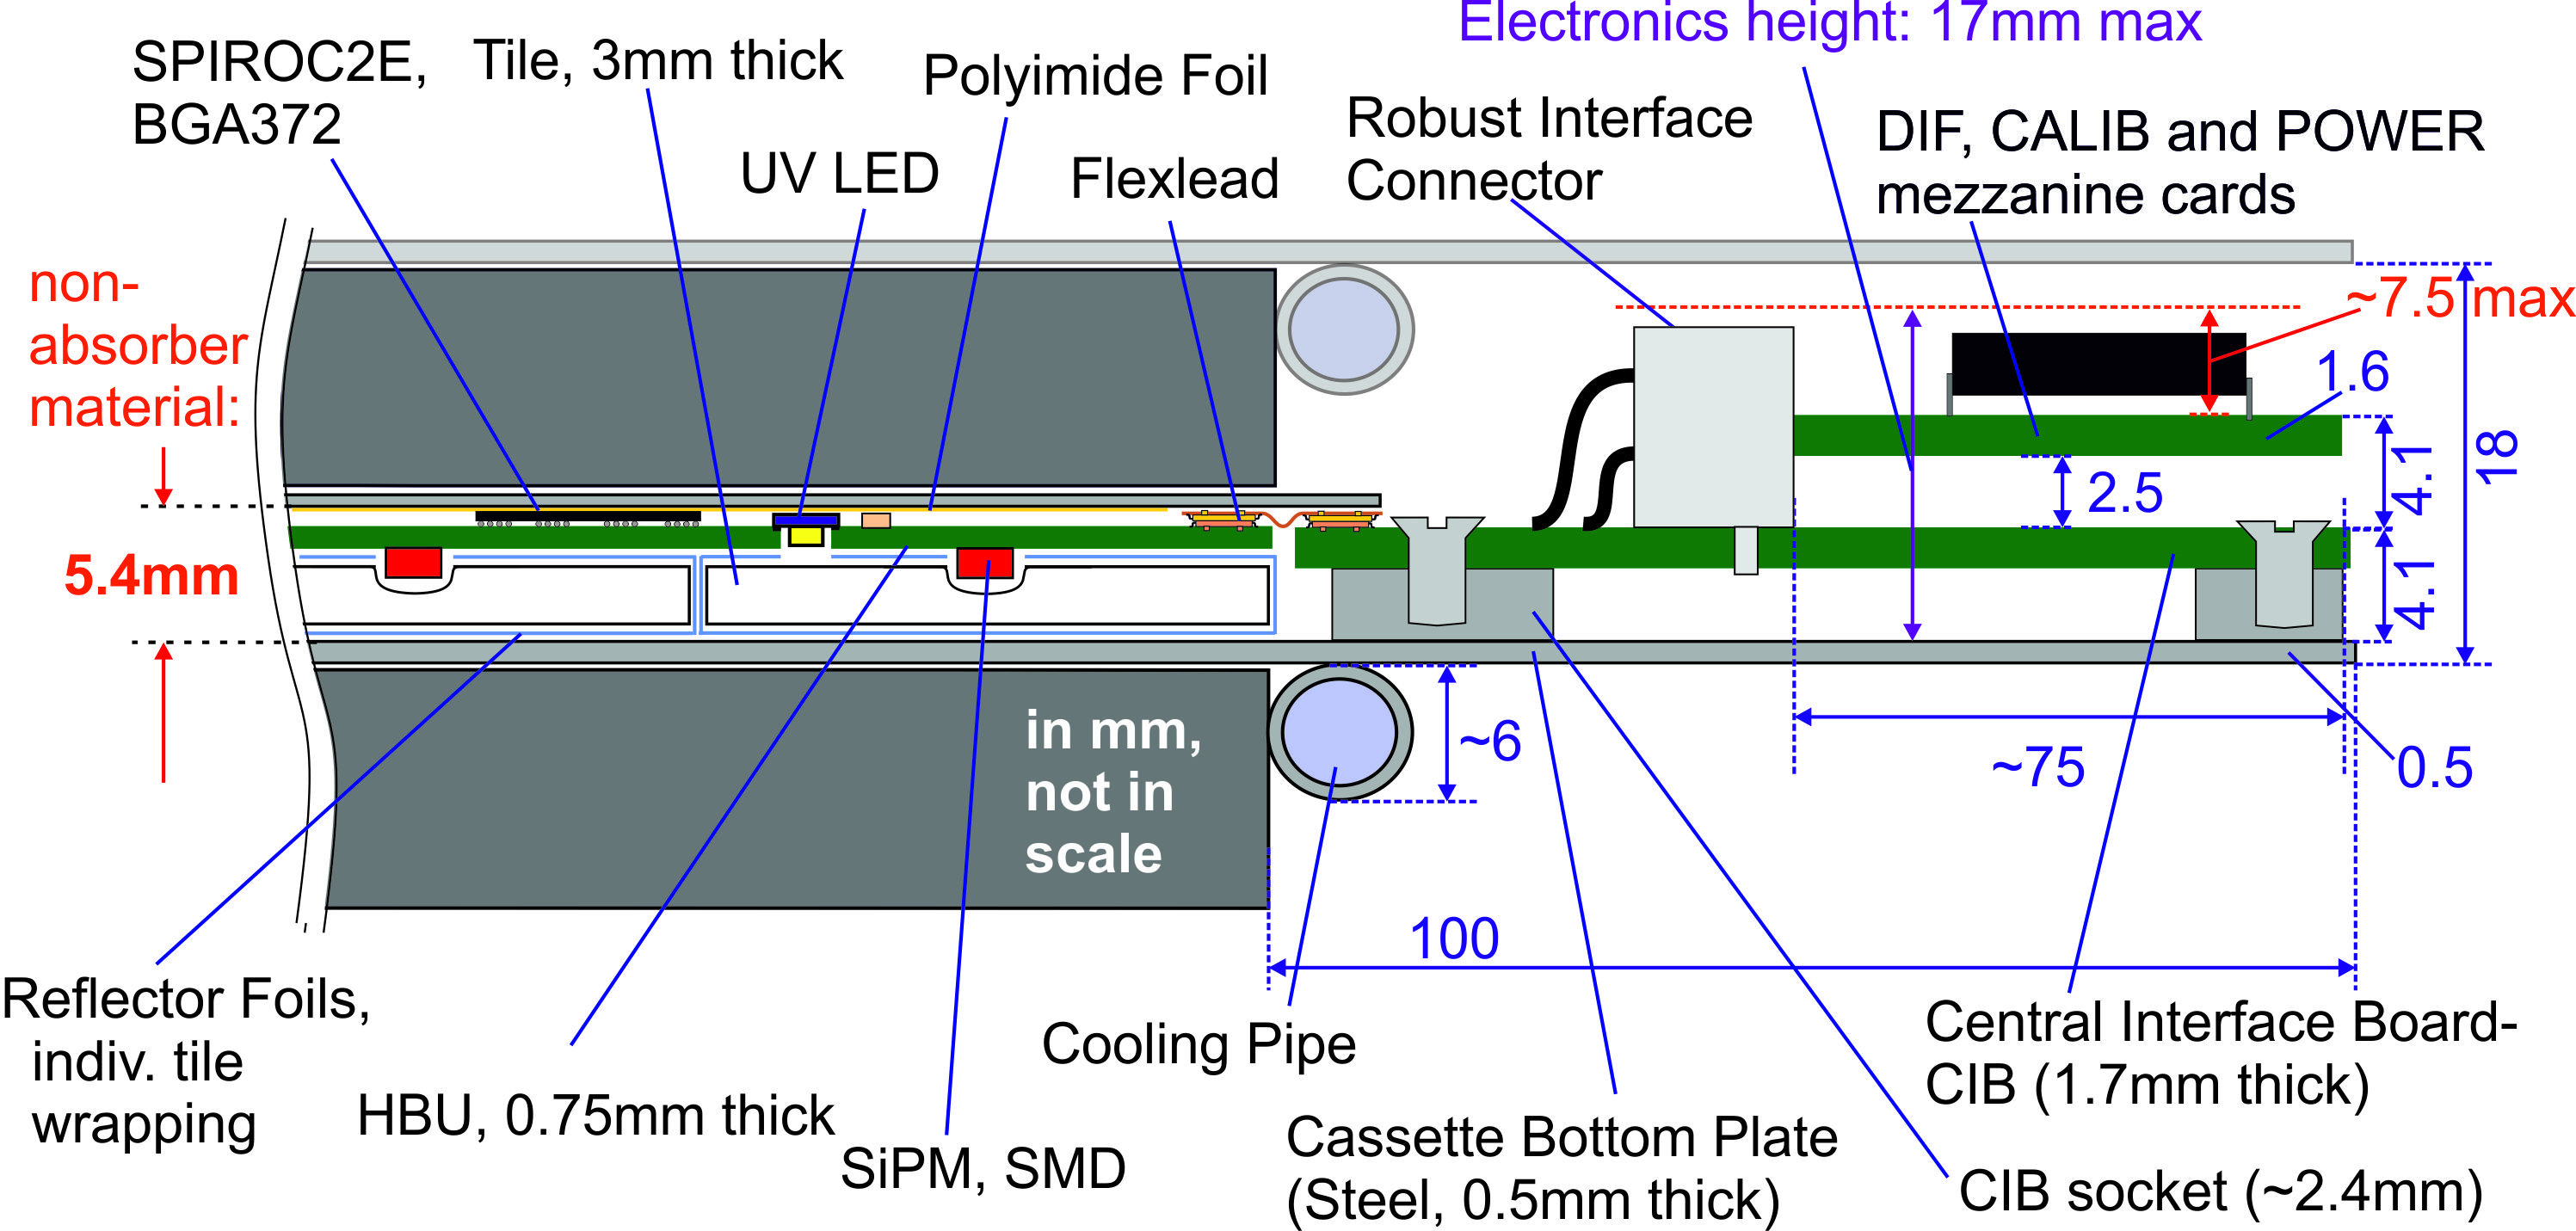 Electronics height: 17mm max
SPIROC2E,
BGA372
Tile, 3mm thick
Polyimide Foil
UV LED
Flexlead
Robust Interface
Connector
DIF, CALIB and POWER
mezzanine cards
non-
absorber
material:
5.4mm
~7.5 max
1.6
18
4.1
2.5
4.1
in mm,
not in
scale
~6
~75
0.5
100
Reflector Foils,
indiv. tile
wrapping
HBU, 0.75mm thick
SiPM, SMD
Cooling Pipe
Cassette Bottom Plate
(Steel, 0.5mm thick)
Central Interface Board-
CIB (1.7mm thick)
CIB socket (~2.4mm)